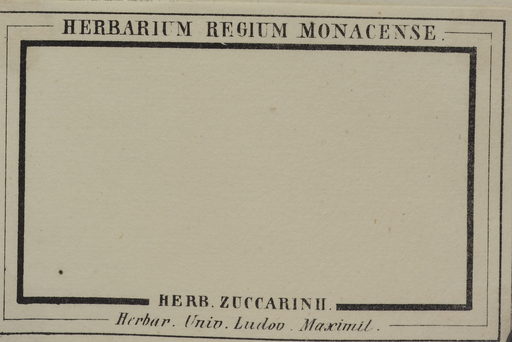 HERBARIUM REGIUM MONACENSE.
HERB. ZUCCARINII.
Herbar. Univ. Ludov. Maximil.